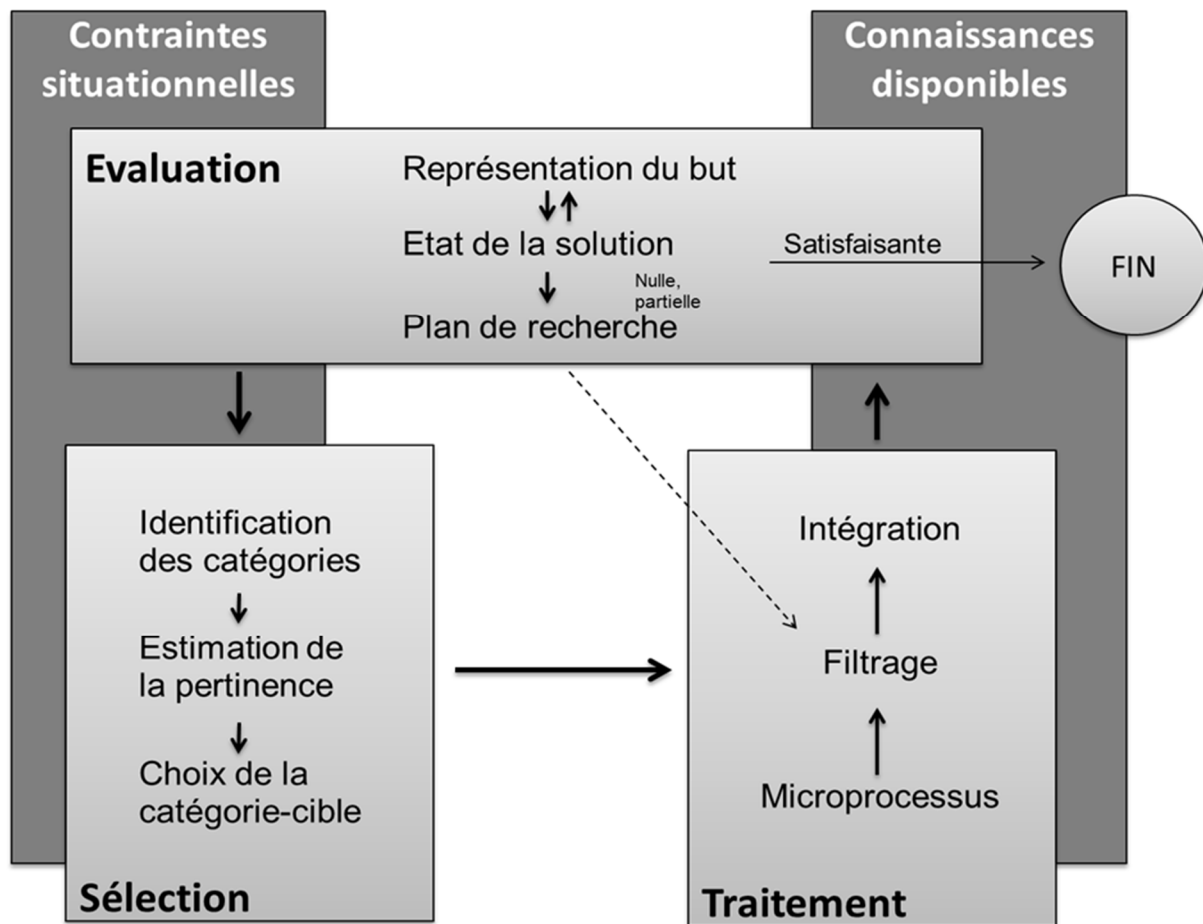 Contraintes
situationnelles
Connaissances
disponibles
Evaluation
Représentation du but
Etat de la solution
Satisfaisante
FIN
Nulle,
partielle
Plan de recherche
Identification
des catégories
Estimation de
la pertinence
Choix de la
catégorie-cible
Sélection
Intégration
Filtrage
Microprocessus
Traitement